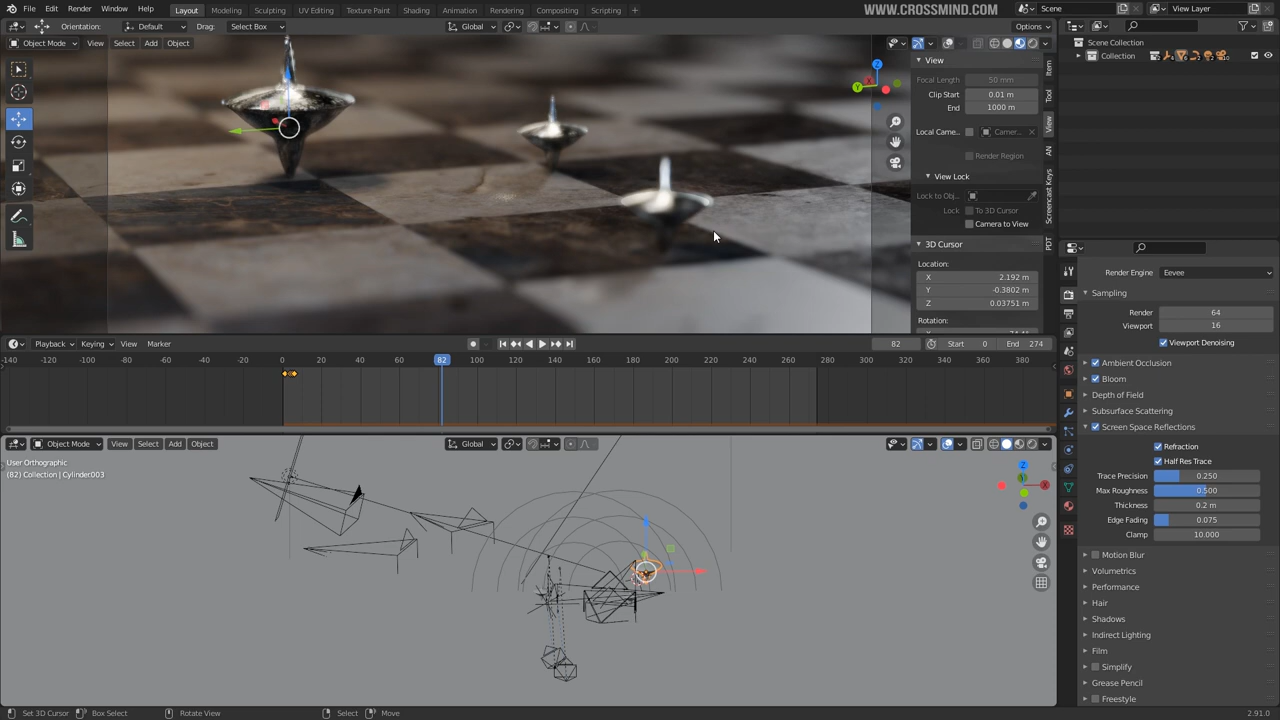 File Edit Render Window Help Layout Modeling Sculpting UV Editing Texture Paint Shading Animation Rendering Compositing Scripting + WWW.CROSSMIND.COM Scene View Layer
Orientation: Default Drag: Select Box Global Options
Object Mode View Select Add Object
Scene Collection
Collection
View
Focal Length 50 mm
Clip Start 0.01 m
End 1000 m
Local Came... Camer...
Render Region
View Lock
Lock to Obj...
Lock To 3D Cursor
Camera to View
3D Cursor
Location:
X 2.192 m
Y -0.3802 m
Z 0.03751 m
Rotation:
Item
Tool
View
AN
Screencast Keys
PDT
Z
Y
X
Render Engine Eevee
Sampling
Render 64
Viewport 16
Viewport Denoising
Ambient Occlusion
Bloom
Depth of Field
Subsurface Scattering
Screen Space Reflections
Refraction
Half Res Trace
Trace Precision 0.250
Max Roughness 0.500
Thickness 0.2 m
Edge Fading 0.075
Clamp 10.000
Motion Blur
Volumetrics
Performance
Hair
Shadows
Indirect Lighting
Film
Simplify
Grease Pencil
Freestyle
Playback Keying View Marker 82 Start 0 End 274
-140 -120 -100 -80 -60 -40 -20 0 20 40 60 82 100 120 140 160 180 200 220 240 260 280 300 320 340 360 380
Object Mode View Select Add Object Global
User Orthographic
(82) Collection | Cylinder.003
Z
Y
X
Set 3D Cursor Box Select Rotate View Select Move 2.91.0